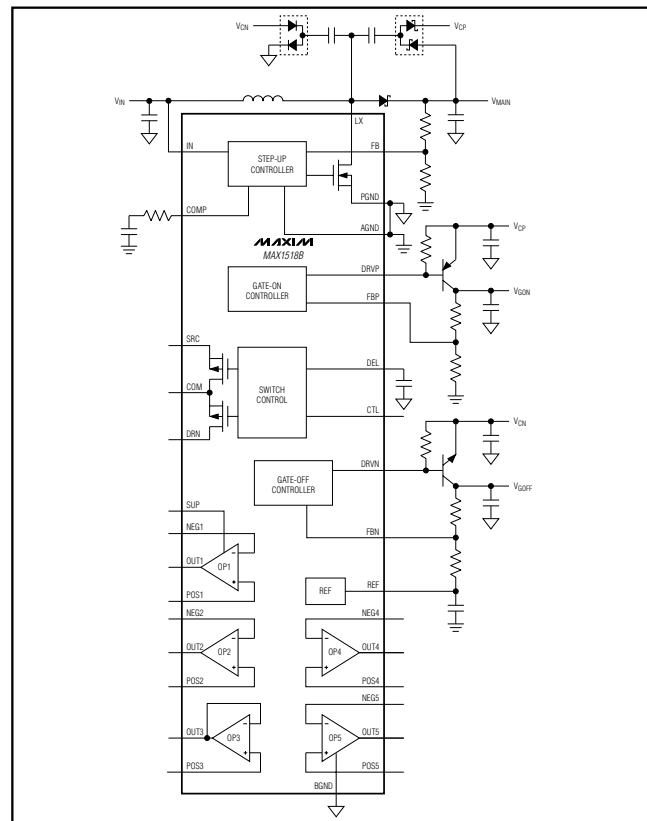 VCN
VCP
VIN
VMAIN
LX
IN
STEP-UP
CONTROLLER
FB
COMP
PGND
AGND
MAXIM
MAX1518B
VCP
GATE-ON
CONTROLLER
DRVP
FBP
VGON
SRC
COM
DRN
SWITCH
CONTROL
DEL
CTL
VCN
GATE-OFF
CONTROLLER
DRVN
FBN
VGOFF
SUP
NEG1
OUT1
OP1
POS1
REF
REF
NEG2
OUT2
OP2
POS2
NEG4
OP4
OUT4
POS4
OUT3
OP3
POS3
NEG5
OP5
OUT5
POS5
BGND